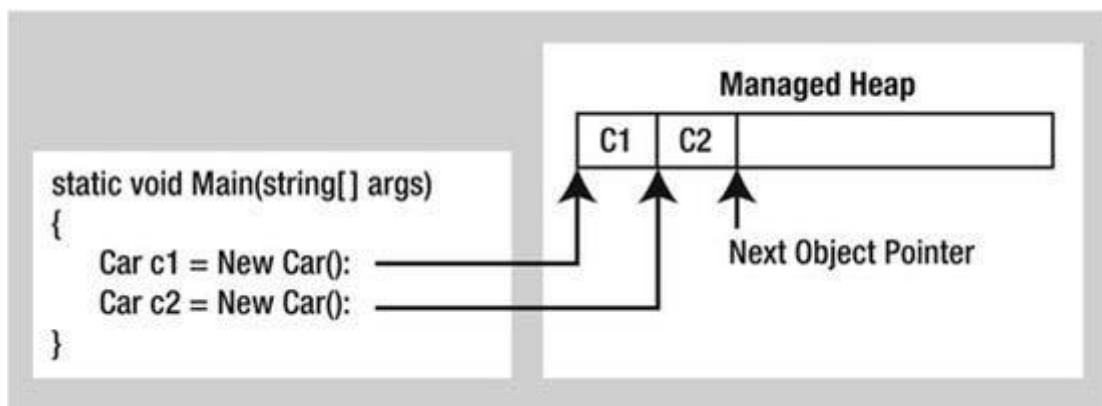 Managed Heap
C1 C2
static void Main(string[] args)
{
Car c1 = New Car():
Car c2 = New Car():
}
Next Object Pointer